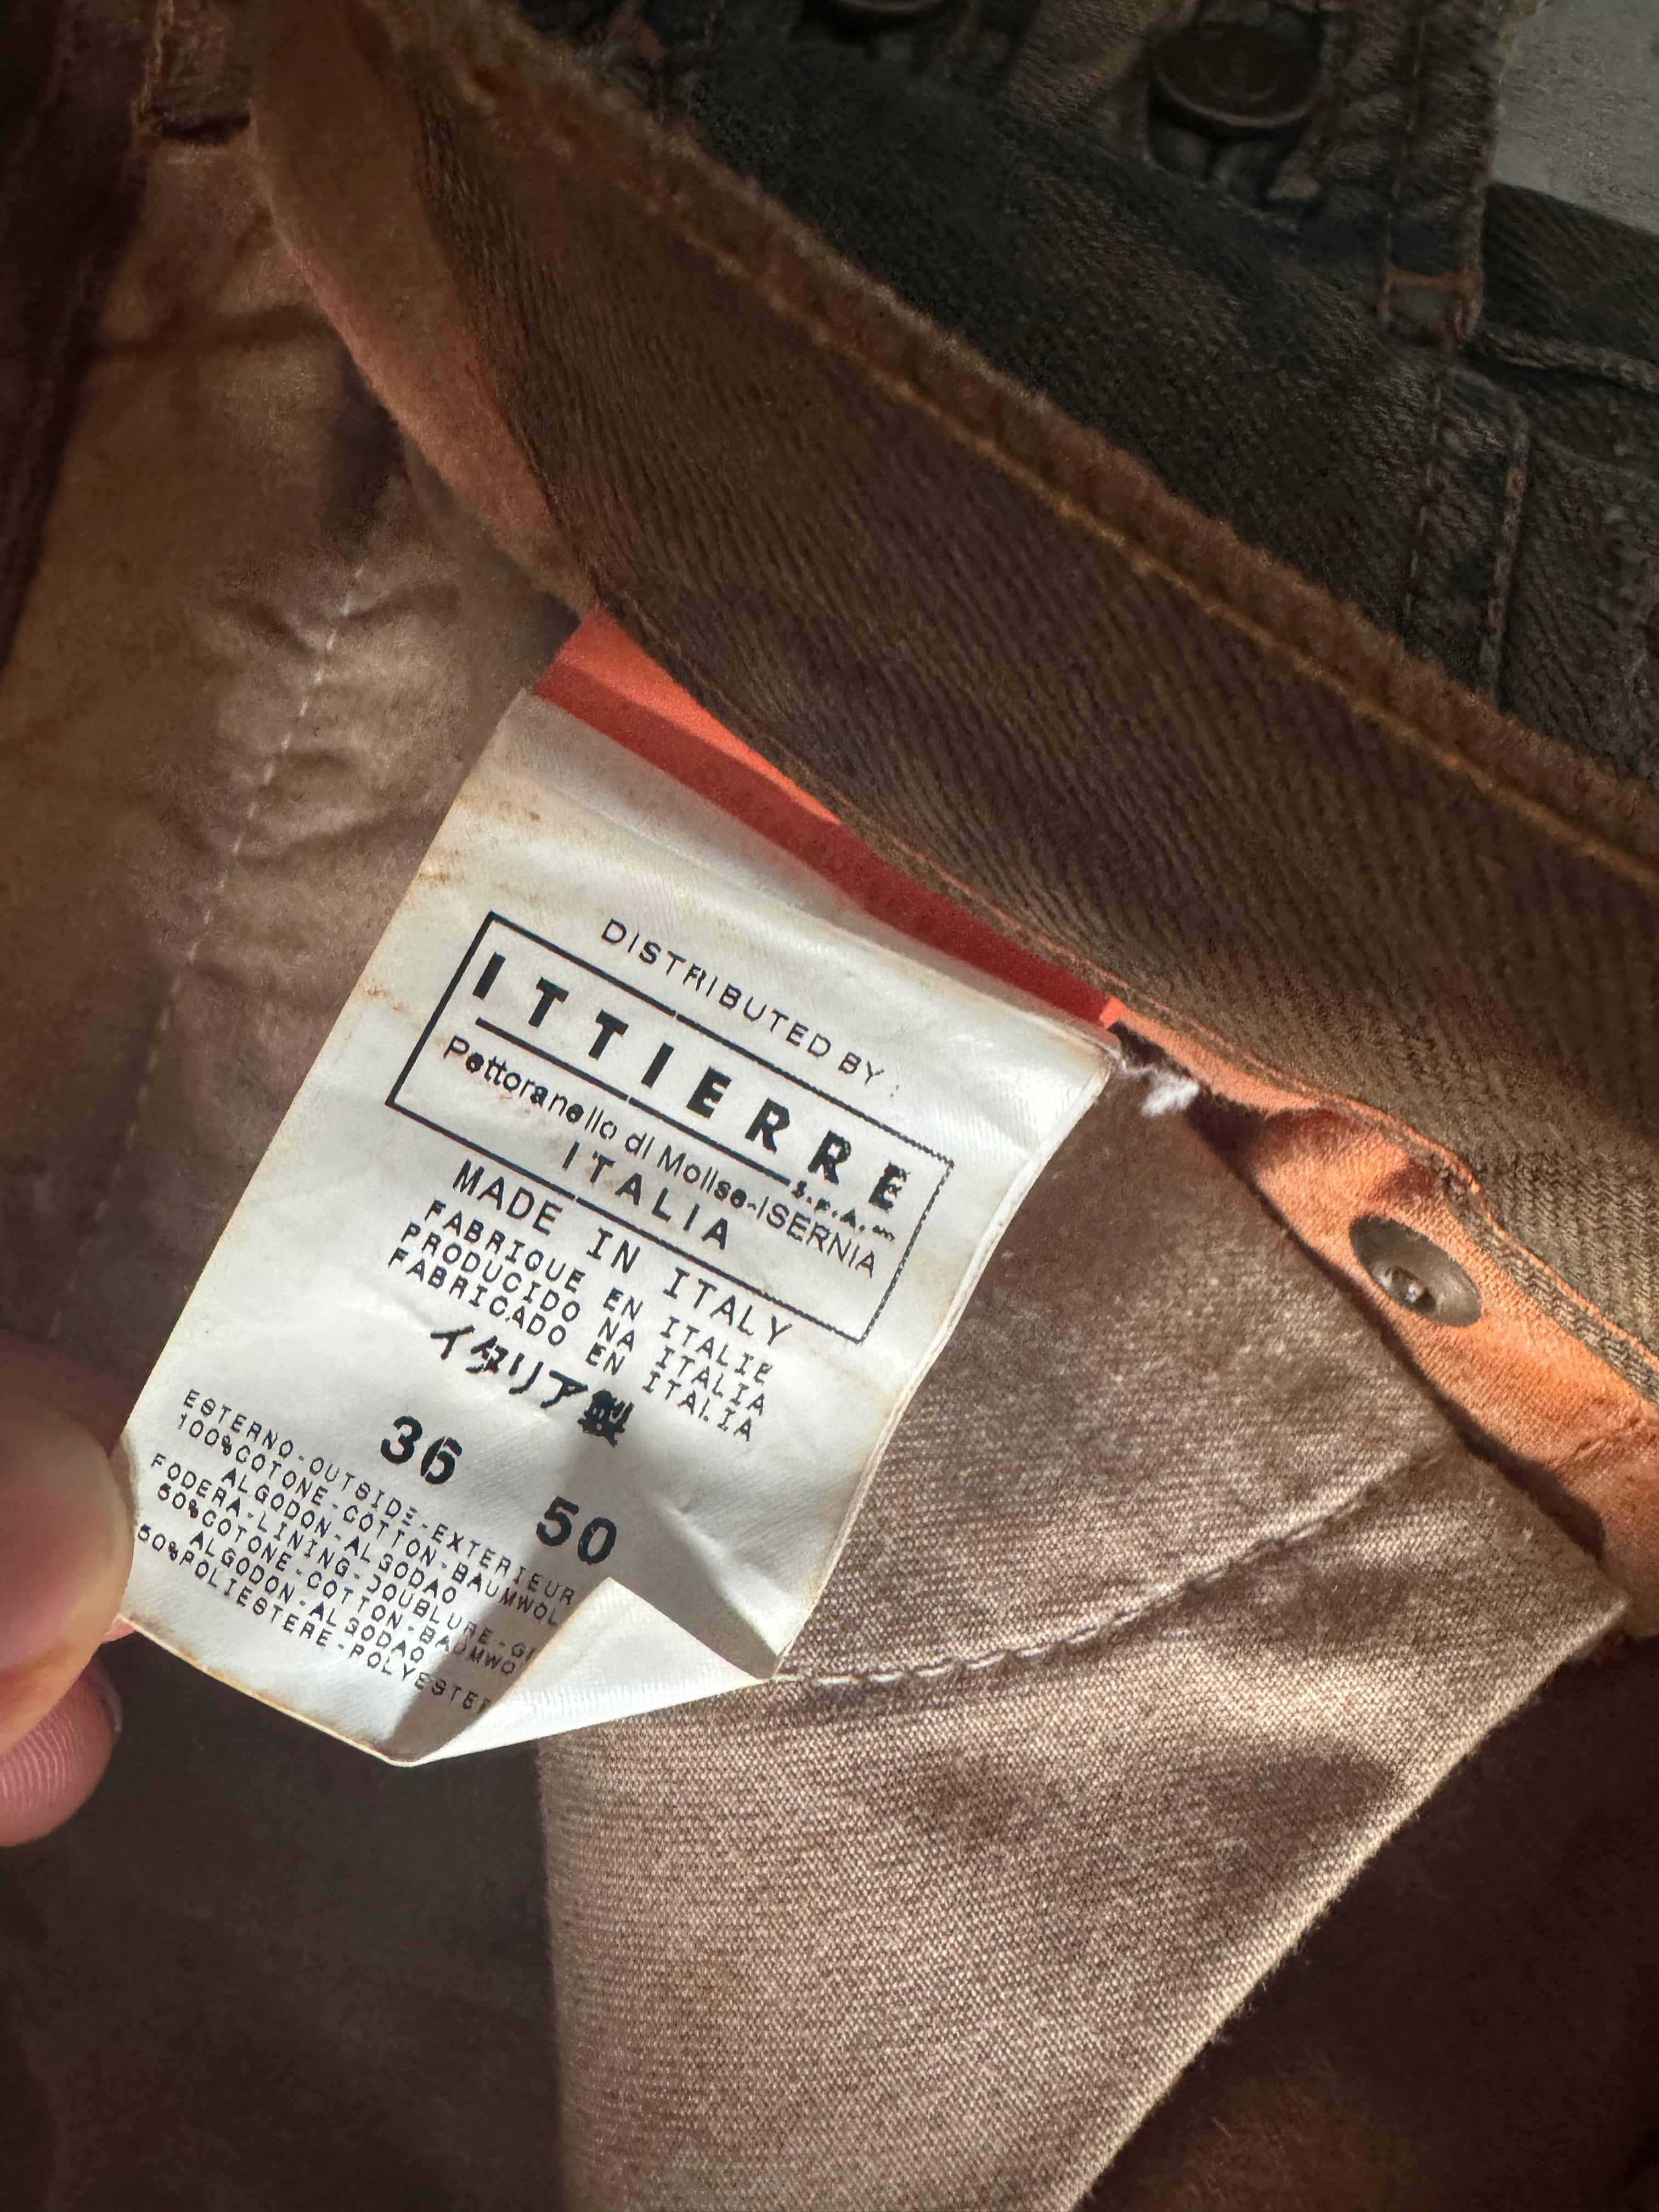 DISTRIBUTED BY:
ITTIERRE
S.P.A.
Pettoranello di Molise-ISERNIA
ITALIA
MADE IN ITALY
FABRIQUE EN ITALIE
PRODUCIDO NA ITALIA
FABRICADO EN ITALIA
イタリア製
36 50
ESTERNO-OUTSIDE-EXTERIEUR
100%COTONE-COTTON-BAUMWOL
ALGODON-ALGODAO
FODERA-LINING-DOUBLURE-
50%COTONE-COTTON-BAUMWO
ALGODON-ALGODAO
50%POLIESTERE-POLYESTER